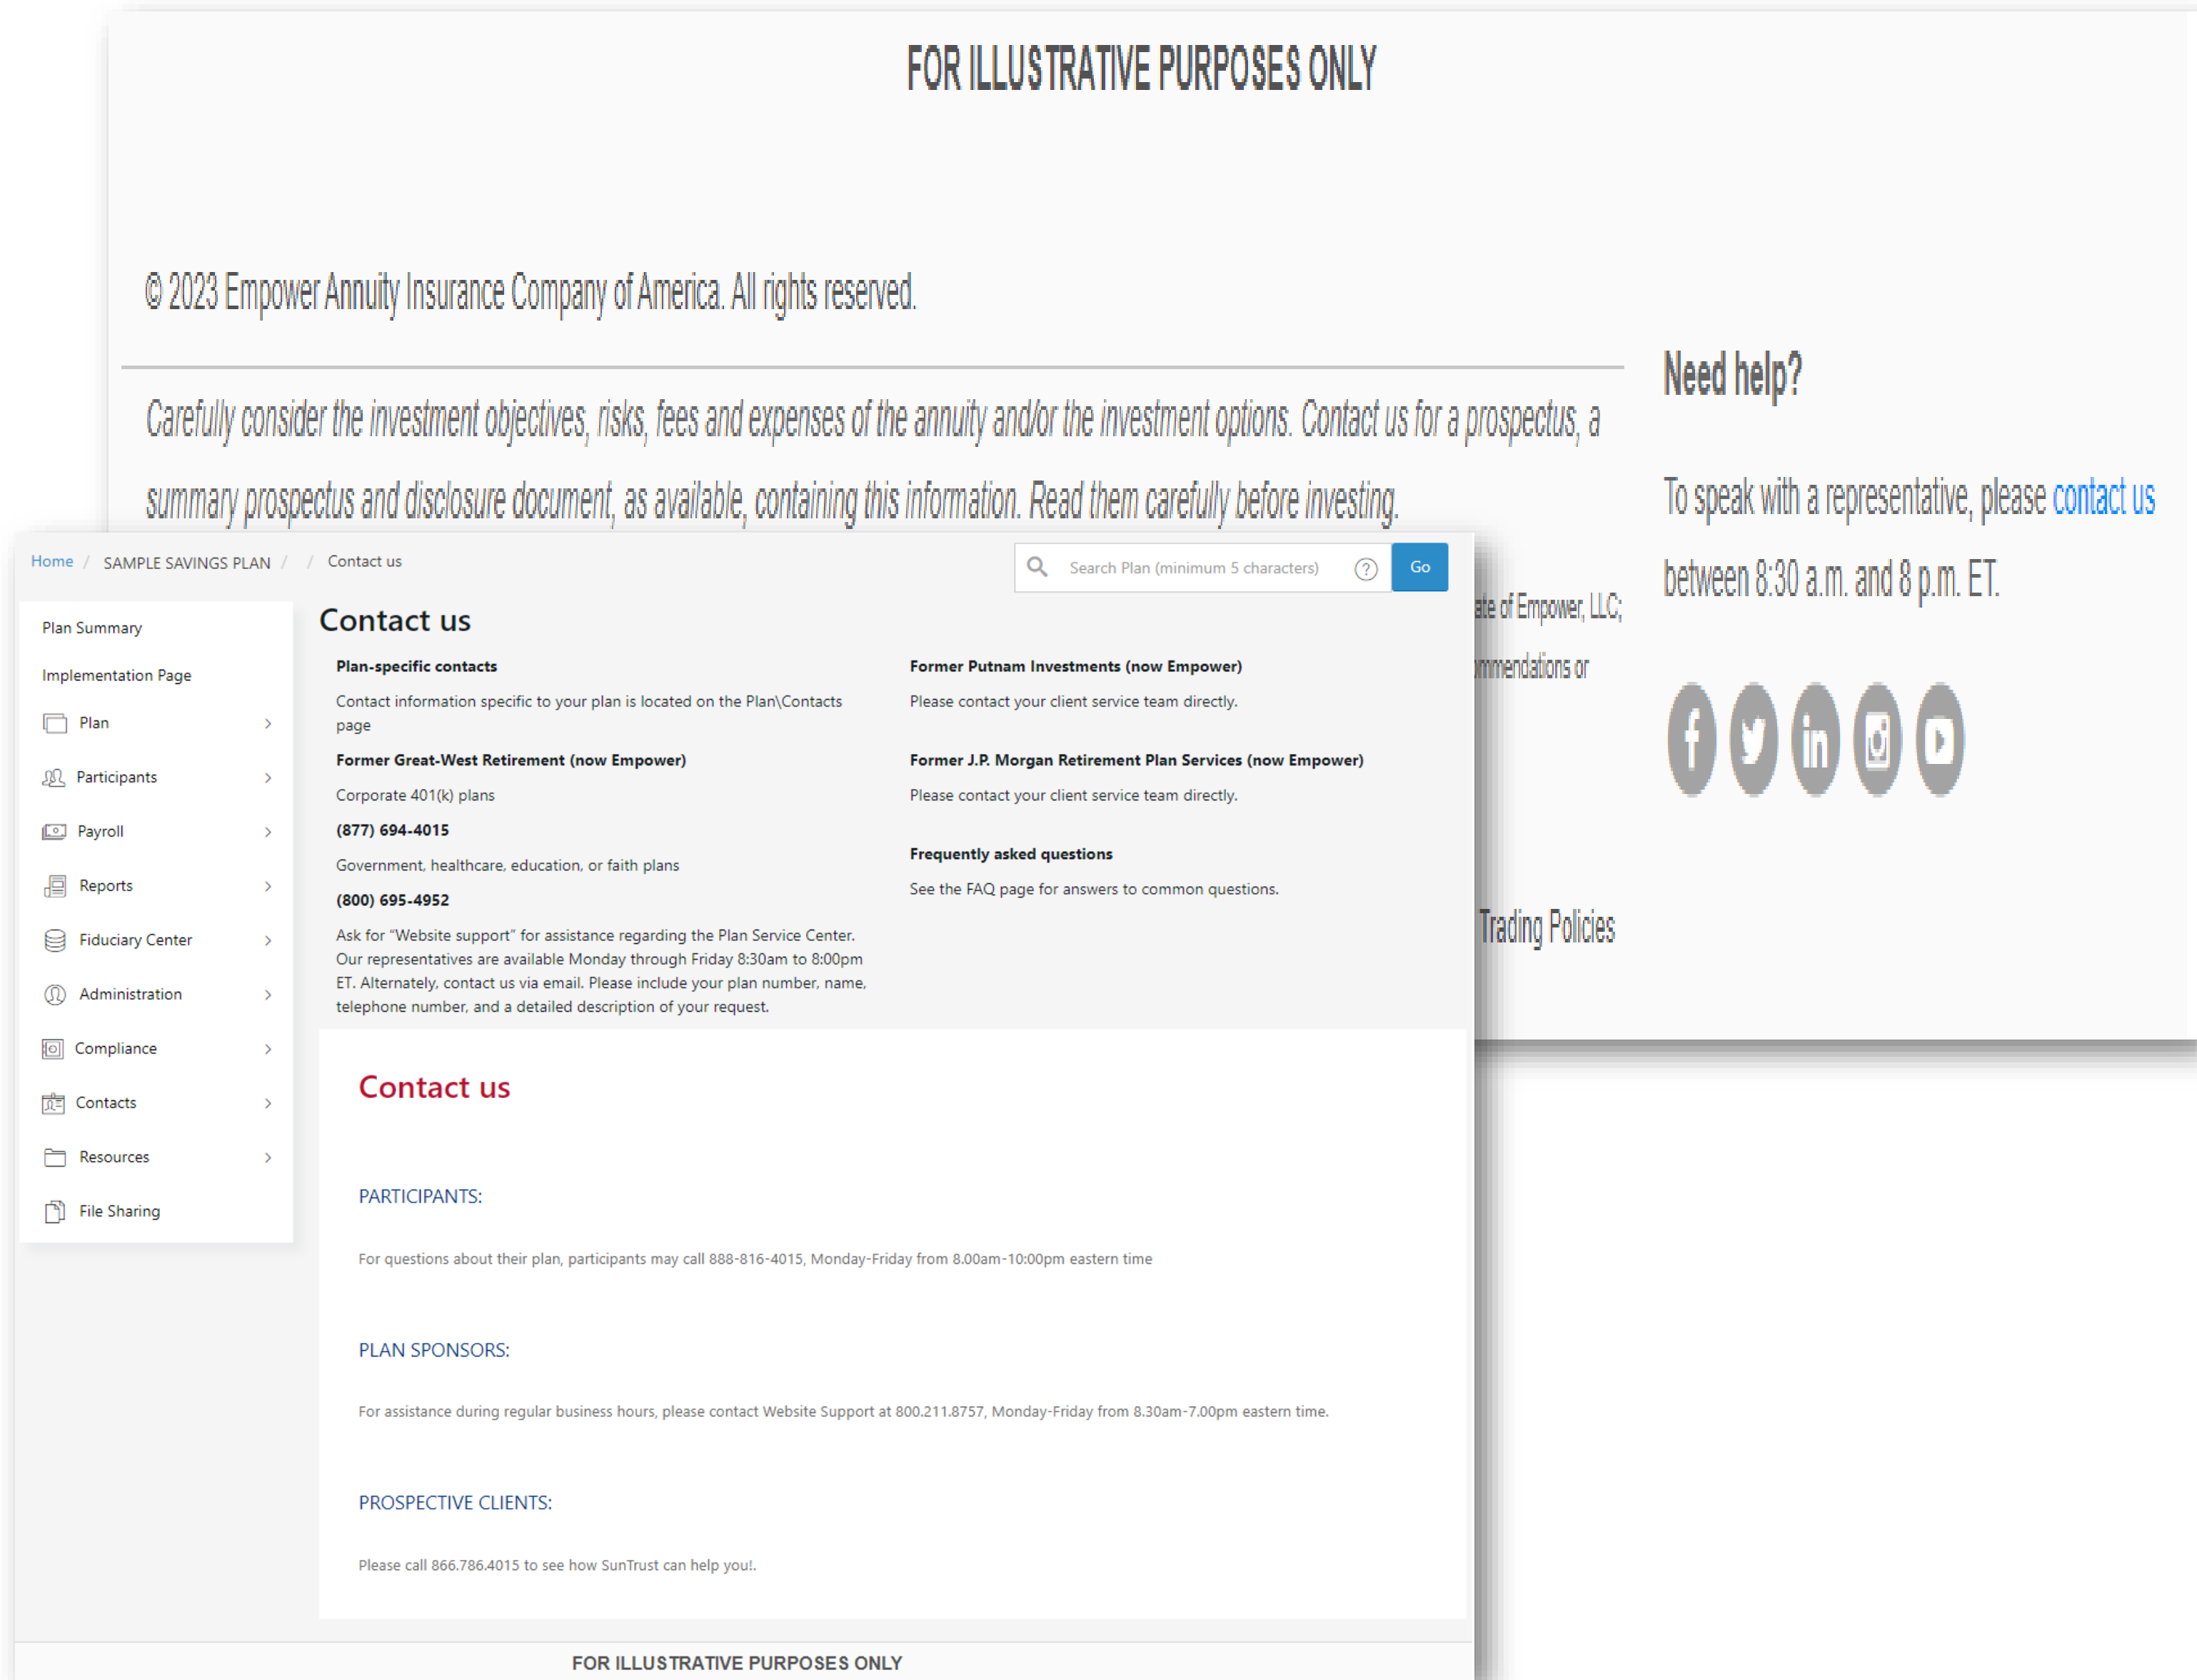 FOR ILLUSTRATIVE PURPOSES ONLY
© 2023 Empower Annuity Insurance Company of America. All rights reserved.
Carefully consider the investment objectives, risks, fees and expenses of the annuity and/or the investment options. Contact us for a prospectus, a
summary prospectus and disclosure document, as available, containing this information. Read them carefully before investing.
of Empower, LLC;
or
Trading Policies
Need help?
To speak with a representative, please contact us
between 8:30 a.m. and 8 p.m. ET.
Home / SAMPLE SAVINGS PLAN / / Contact us
Search Plan (minimum 5 characters) ? Go
Plan Summary
Implementation Page
Plan
Participants
Payroll
Reports
Fiduciary Center
Administration
Compliance
Contacts
Resources
File Sharing
Contact us
Plan-specific contacts
Contact information specific to your plan is located on the Plan\Contacts
page
Former Great-West Retirement (now Empower)
Corporate 401(k) plans
(877) 694-4015
Government, healthcare, education, or faith plans
(800) 695-4952
Ask for “Website support” for assistance regarding the Plan Service Center.
Our representatives are available Monday through Friday 8:30am to 8:00pm
ET. Alternately, contact us via email. Please include your plan number, name,
telephone number, and a detailed description of your request.
Former Putnam Investments (now Empower)
Please contact your client service team directly.
Former J.P. Morgan Retirement Plan Services (now Empower)
Please contact your client service team directly.
Frequently asked questions
See the FAQ page for answers to common questions.
Contact us
PARTICIPANTS:
For questions about their plan, participants may call 888-816-4015, Monday-Friday from 8.00am-10:00pm eastern time
PLAN SPONSORS:
For assistance during regular business hours, please contact Website Support at 800.211.8757, Monday-Friday from 8.30am-7.00pm eastern time.
PROSPECTIVE CLIENTS:
Please call 866.786.4015 to see how SunTrust can help you!.
FOR ILLUSTRATIVE PURPOSES ONLY